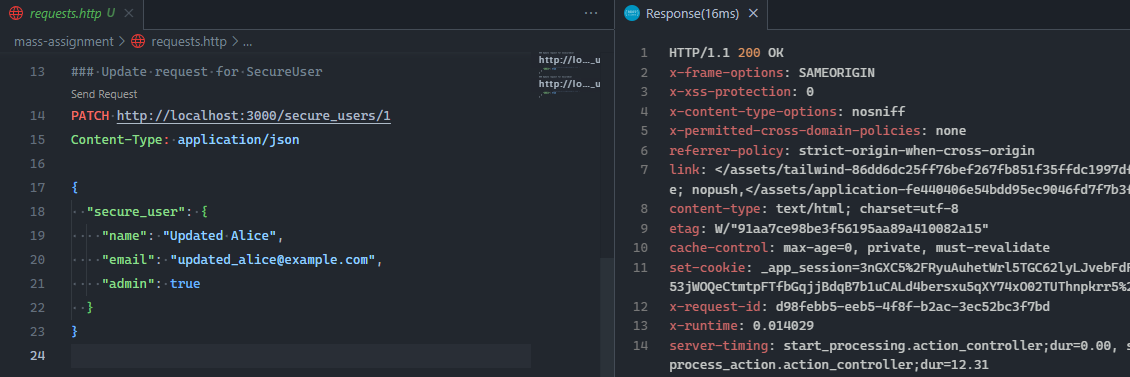 requests.http U
mass-assignment > requests.http > ...
13 ### Update request for SecureUser
Send Request
14 PATCH http://localhost:3000/secure_users/1
15 Content-Type: application/json
16
17 {
18 "secure_user": {
19 "name": "Updated Alice",
20 "email": "updated_alice@example.com",
21 "admin": true
22 }
23 }
24
http://lo..._u
http://lo..._u
Response(16ms)
1 HTTP/1.1 200 OK
2 x-frame-options: SAMEORIGIN
3 x-xss-protection: 0
4 x-content-type-options: nosniff
5 x-permitted-cross-domain-policies: none
6 referrer-policy: strict-origin-when-cross-origin
7 link: </assets/tailwind-86dd6dc25ff76bef267fb851f35ffdc1997d
e; nopush,</assets/application-fe440406e54bdd95ec9046fd7f7b3
8 content-type: text/html; charset=utf-8
9 etag: W/"91aa7ce98be3f56195aa89a410082a15"
10 cache-control: max-age=0, private, must-revalidate
11 set-cookie: _app_session=3nGXC5%2FRyuAuhetWrl5TGC62lyLJvebFdF
53jWOQeCtmtpFTfbGqjjBdqB7b1uCALd4bersxu5qXY74xO02TUThnpkrr5%2
12 x-request-id: d98febb5-eeb5-4f8f-b2ac-3ec52bc3f7bd
13 x-runtime: 0.014029
14 server-timing: start_processing.action_controller;dur=0.00, s
process_action.action_controller;dur=12.31